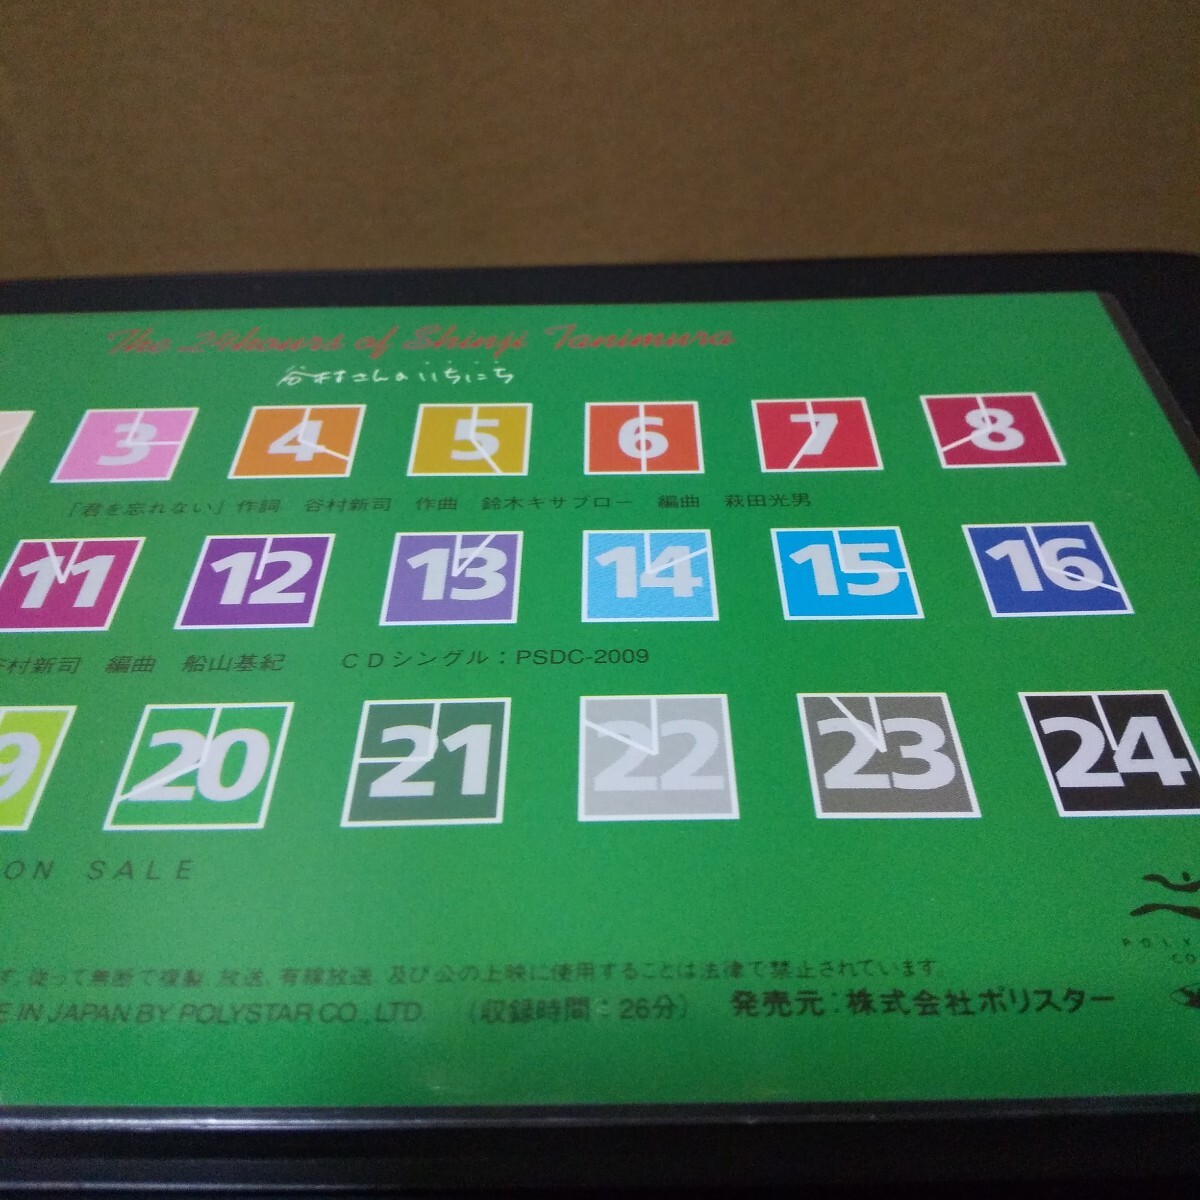 The 24hours of Shinji Tanimura
谷村さんのいちにち
3 4 5 6 7 8
「君を忘れない」作詞 谷村新司 作曲 鈴木キサブロー 編曲 萩田光男
11 12 13 14 15 16
村新司 編曲 船山基紀 CDシングル：PSDC-2009
9 20 21 22 23 24
ON SALE
POLY
CO
す。従って無断で複製、放送、有線放送、及び公の上映に使用することは法律で禁止されています。
E IN JAPAN BY POLYSTAR CO.,LTD. （収録時間：26分） 発売元：株式会社ポリスター